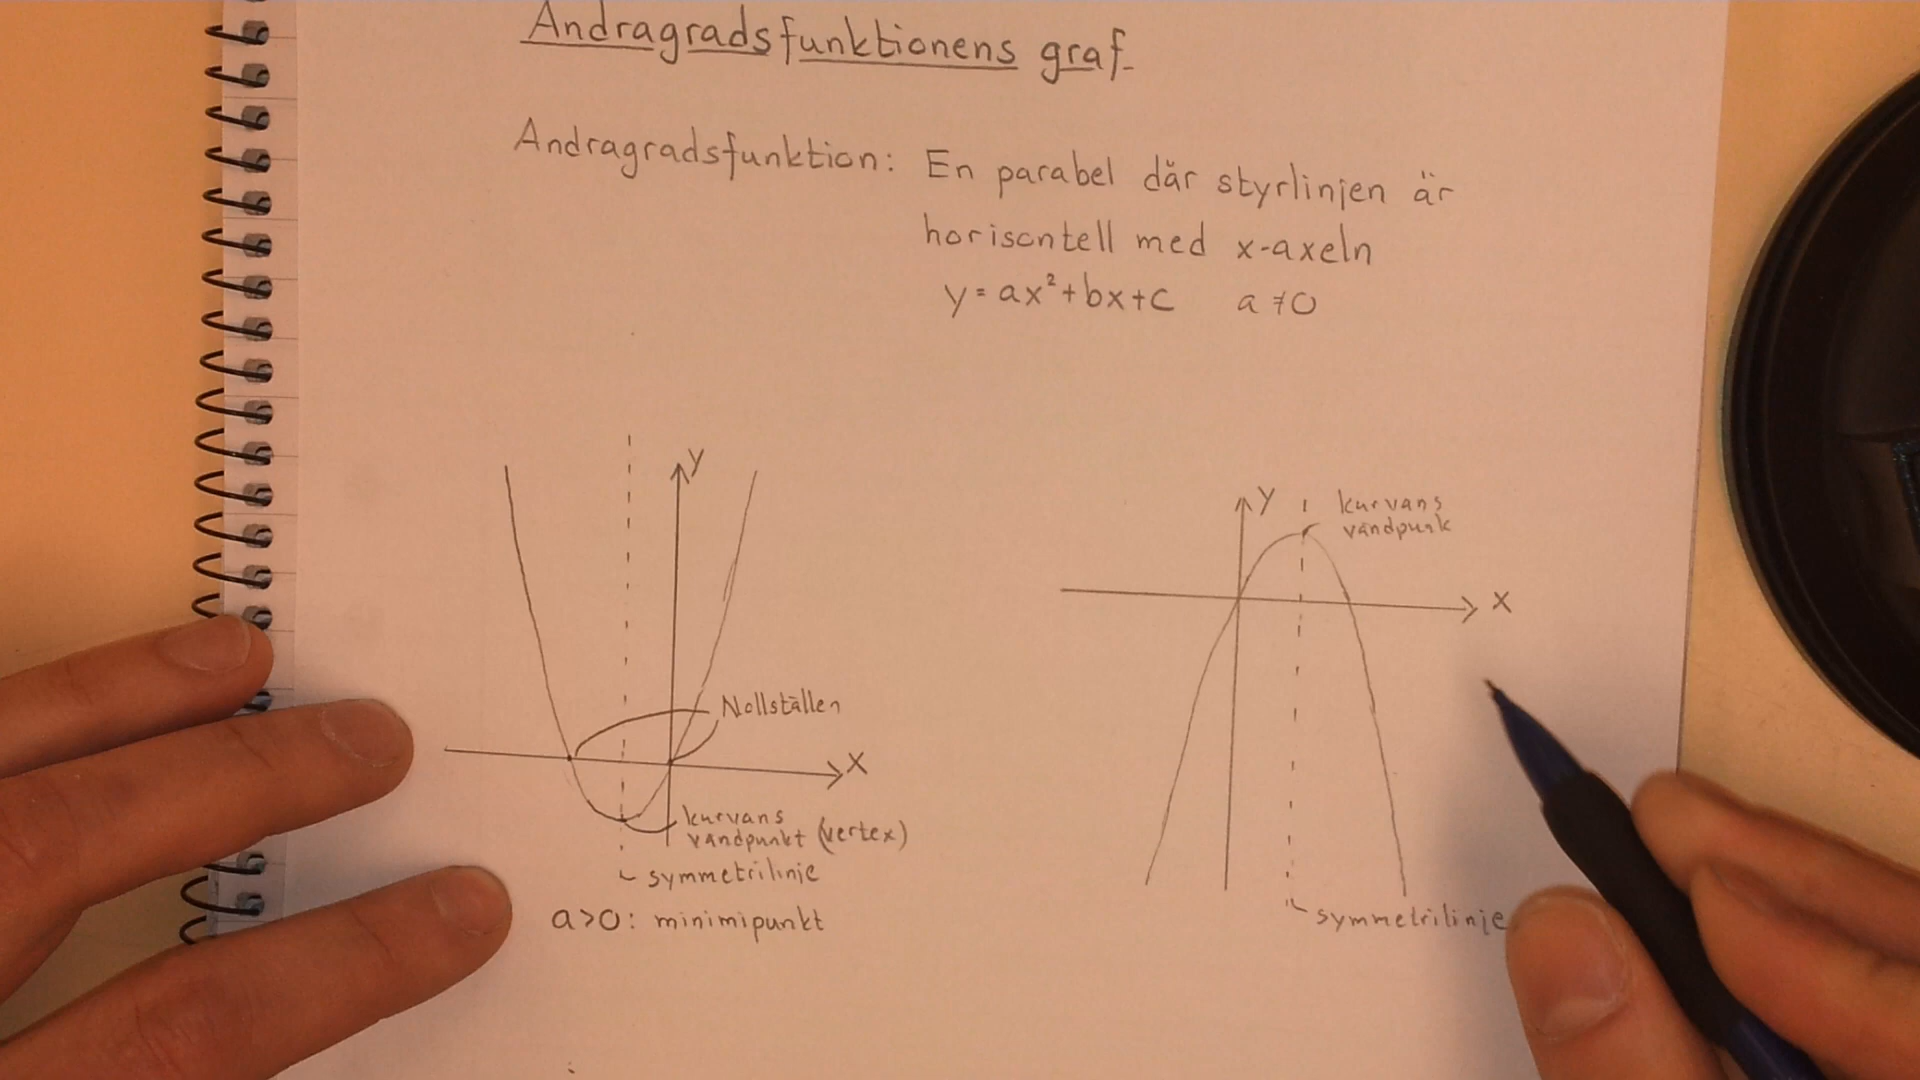 Andragradsfunktionens graf
Andragradsfunktion: En parabel där styrlinjen är
horisontell med x-axeln
y=ax²+bx+c a≠0
y
Nollställen
x
kurvans
vändpunkt (vertex)
symmetrilinje
a>0: minimipunkt
y
kurvans
vändpunk
x
symmetrilinje